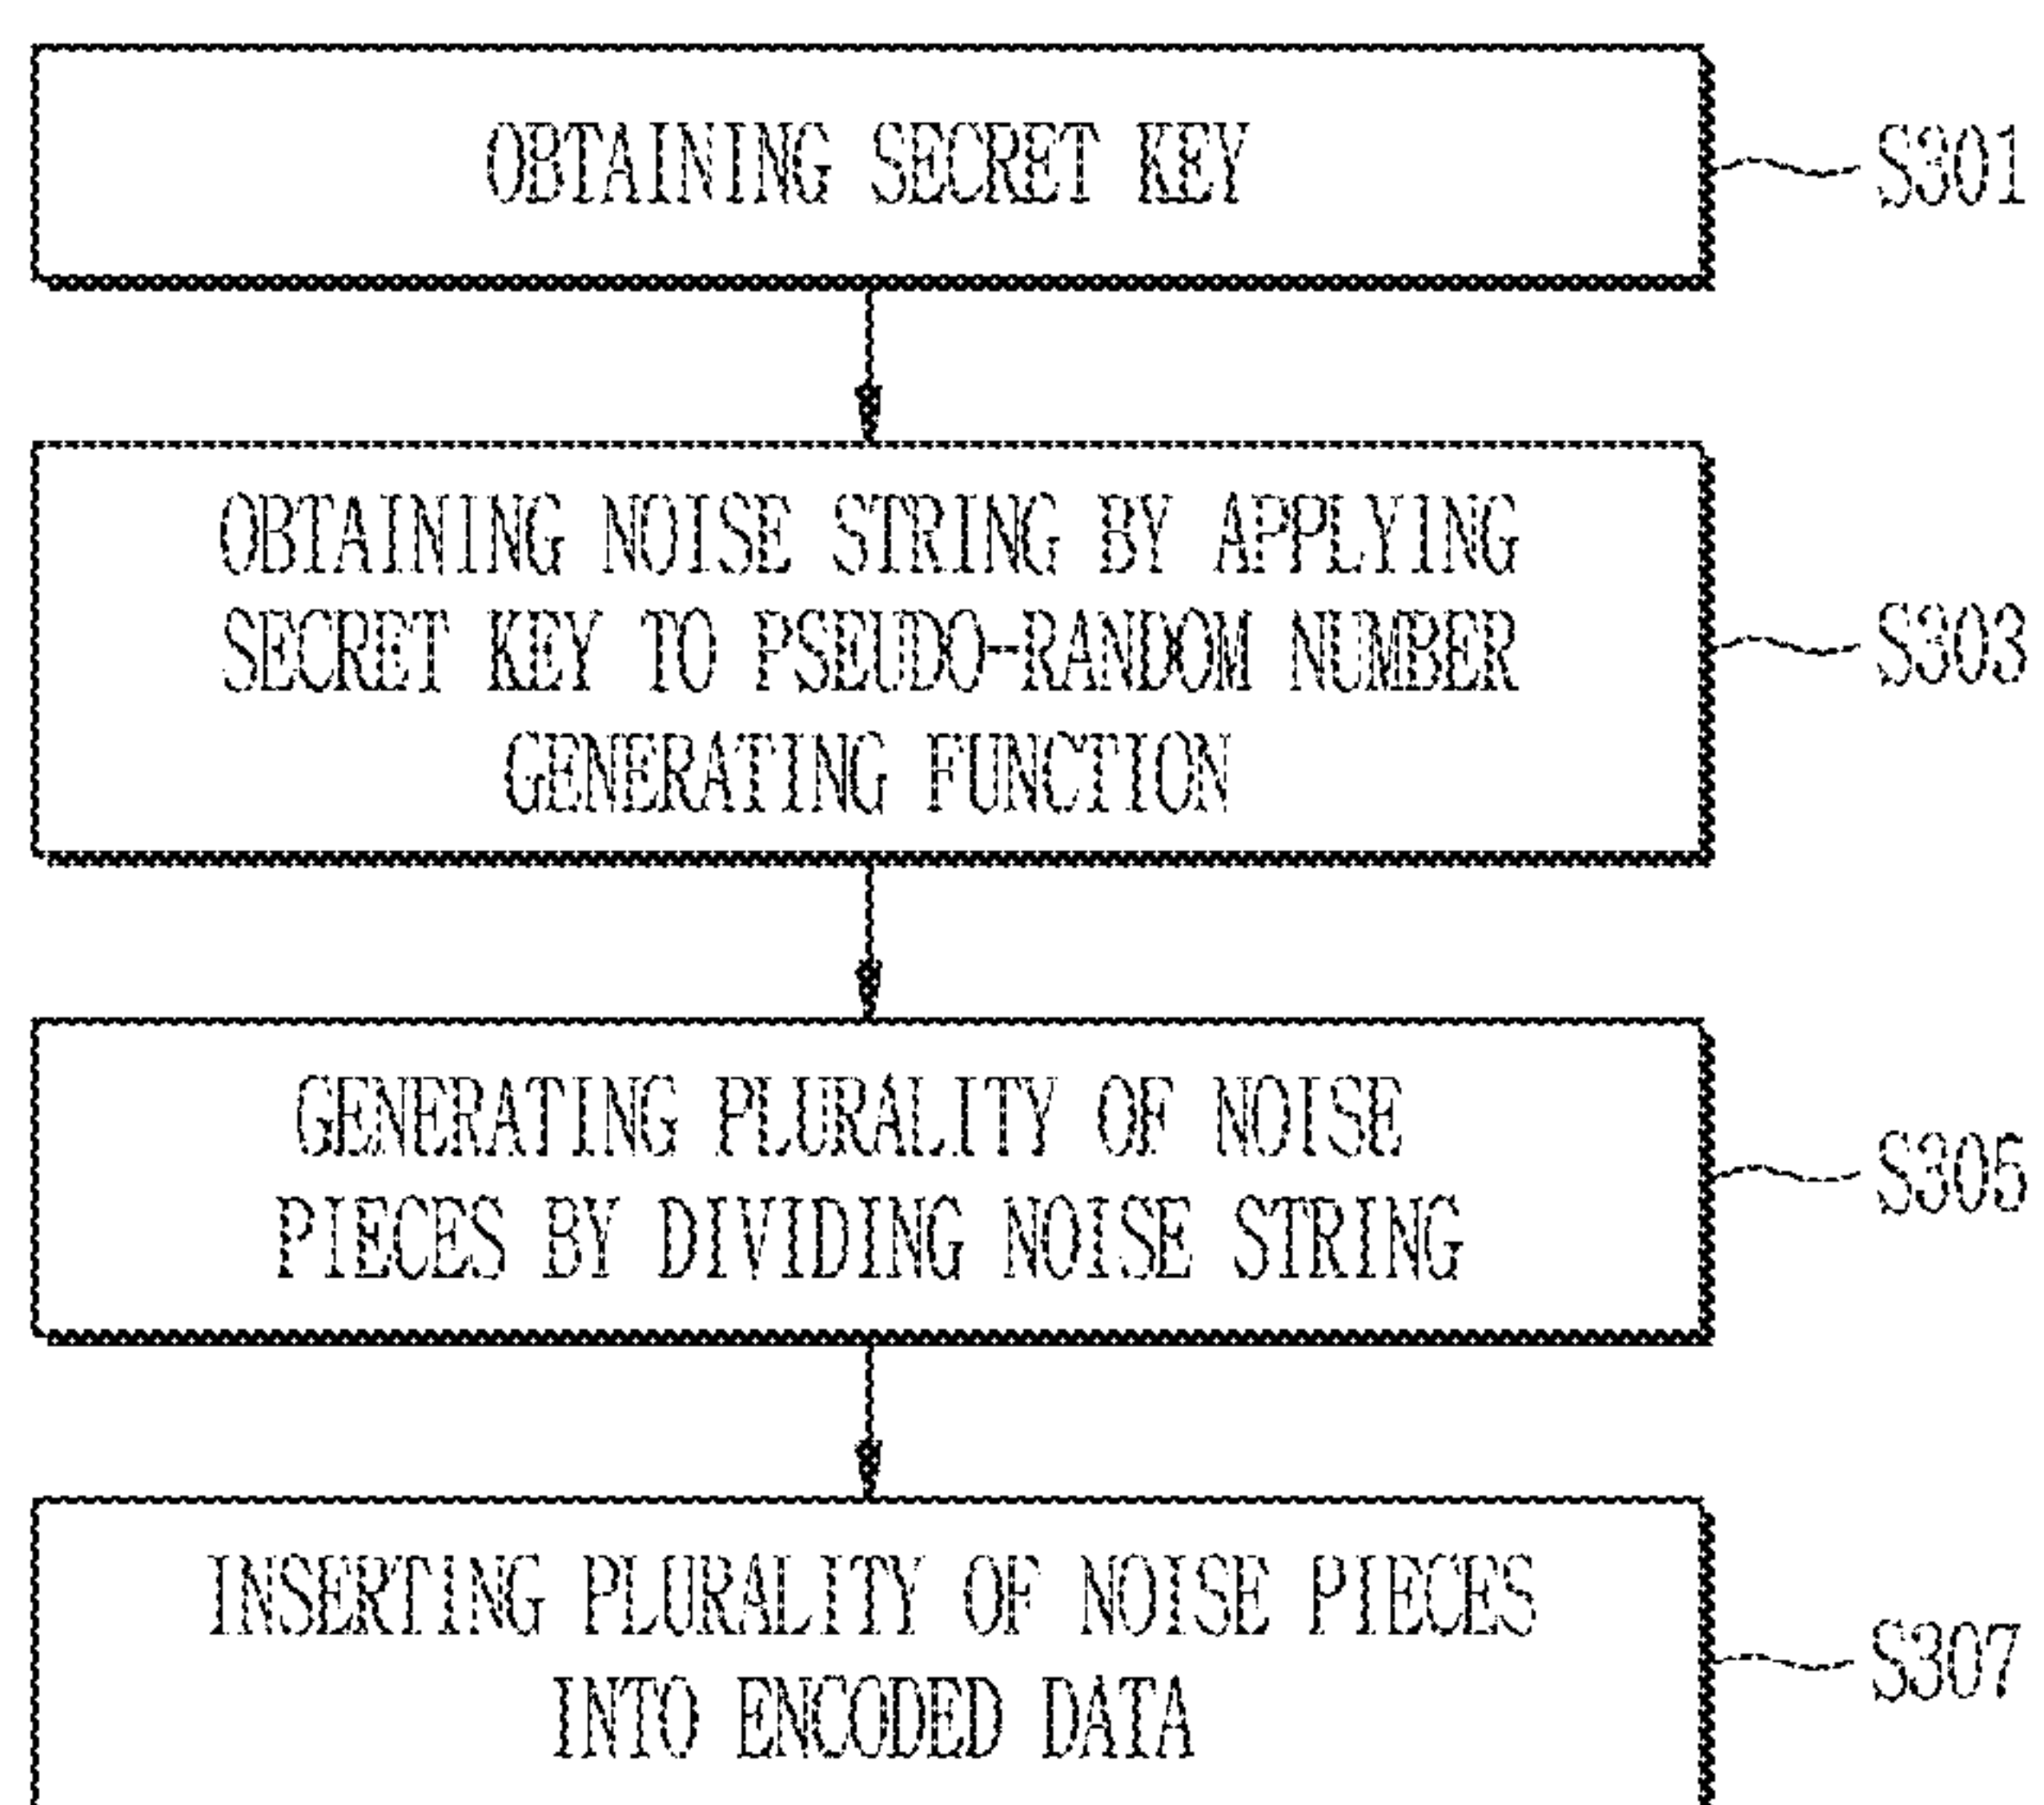 OBTAINING SECRET KEY
S301
OBTAINING NOISE STRING BY APPLYING
SECRET KEY TO PSEUDO-RANDOM NUMBER
GENERATING FUNCTION
S303
GENERATING PLURALITY OF NOISE
PIECES BY DIVIDING NOISE STRING
S305
INSERTING PLURALITY OF NOISE PIECES
INTO ENCODED DATA
S307